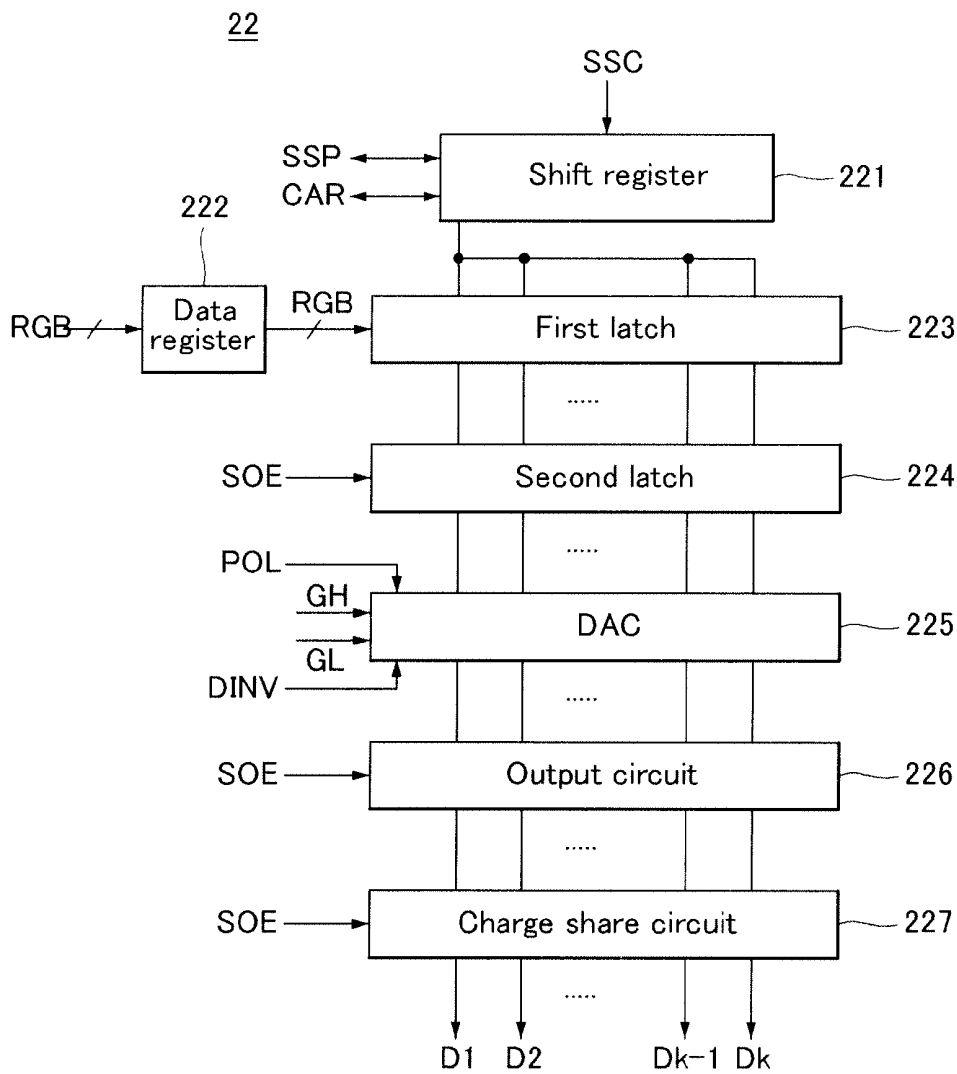 22
SSC
SSP
CAR
Shift register
221
222
RGB
Data
register
RGB
First latch
223
.....
SOE
Second latch
224
.....
POL
GH
GL
DINV
DAC
225
.....
SOE
Output circuit
226
.....
SOE
Charge share circuit
227
.....
D1 D2 Dk-1 Dk